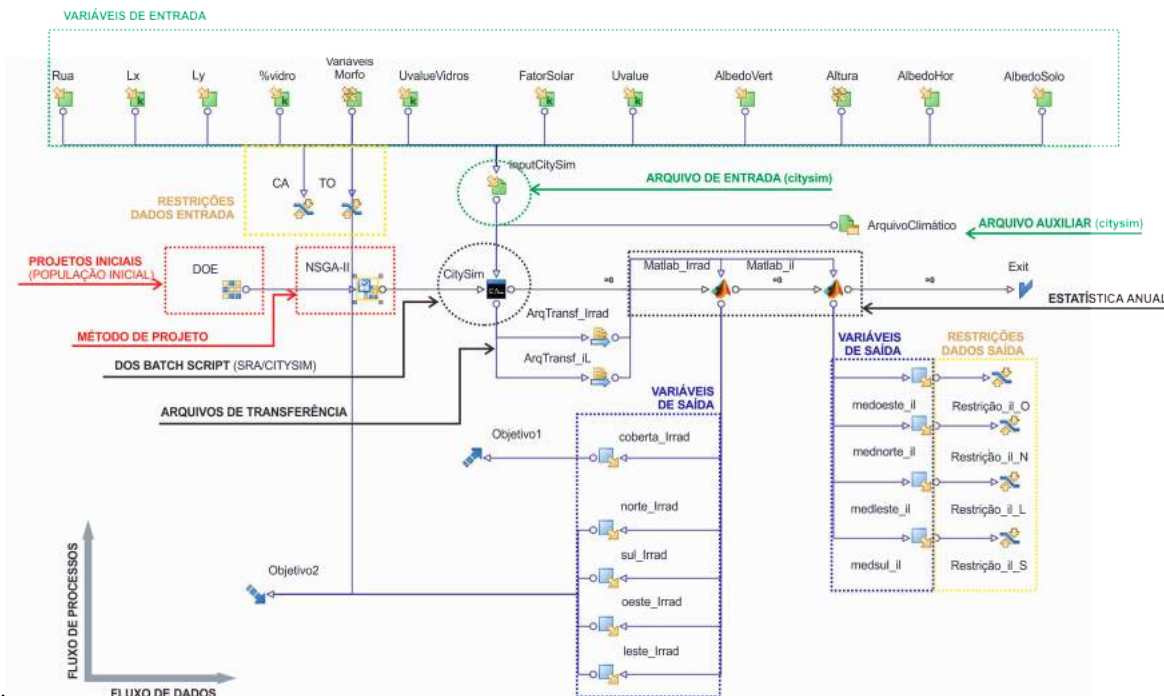 VARIÁVEIS DE ENTRADA
Rua
Lx
Ly
%vidro
Variáveis
Morfo
UvalueVidros
FatorSolar
Uvalue
AlbedoVert
Altura
AlbedoHor
AlbedoSolo
InputCitySim
CA
TO
ARQUIVO DE ENTRADA (citysim)
RESTRIÇÕES
DADOS ENTRADA
ArquivoClimático
ARQUIVO AUXILIAR (citysim)
PROJETOS INICIAIS
(POPULAÇÃO INICIAL)
DOE
NSGA-II
CitySim
Matlab_Irrad
Matlab_il
Exit
=0
=0
=0
ESTATÍSTICA ANUAL
ArqTransf_Irrad
MÉTODO DE PROJETO
VARIÁVEIS
DE SAÍDA
RESTRIÇÕES
DADOS SAÍDA
ArqTransf_iL
DOS BATCH SCRIPT (SRA/CITYSIM)
VARIÁVEIS
DE SAÍDA
ARQUIVOS DE TRANSFERÊNCIA
medoeste_il
Restrição_il_O
Objetivo1
coberta_Irrad
mednorte_il
Restrição_il_N
norte_Irrad
medleste_il
Restrição_il_L
sul_Irrad
medsul_il
Restrição_il_S
Objetivo2
oeste_Irrad
leste_Irrad
FLUXO DE PROCESSOS
FLUXO DE DADOS